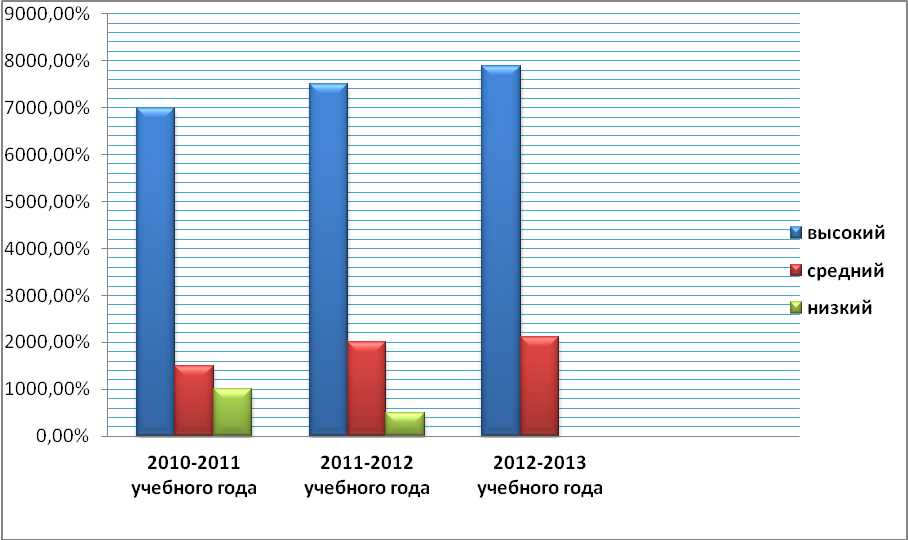 9000,00%
8000,00%
7000,00%
6000,00%
5000,00%
4000,00%
3000,00%
2000,00%
1000,00%
0,00%
2010-2011
учебного года
2011-2012
учебного года
2012-2013
учебного года
высокий
средний
низкий